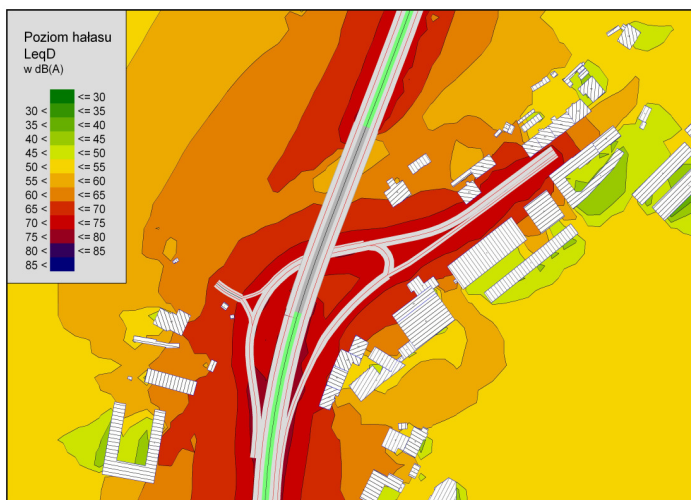 Poziom hałasu
LeqD
w dB(A)
<= 30
30 < <= 35
35 < <= 40
40 < <= 45
45 < <= 50
50 < <= 55
55 < <= 60
60 < <= 65
65 < <= 70
70 < <= 75
75 < <= 80
80 < <= 85
85 <